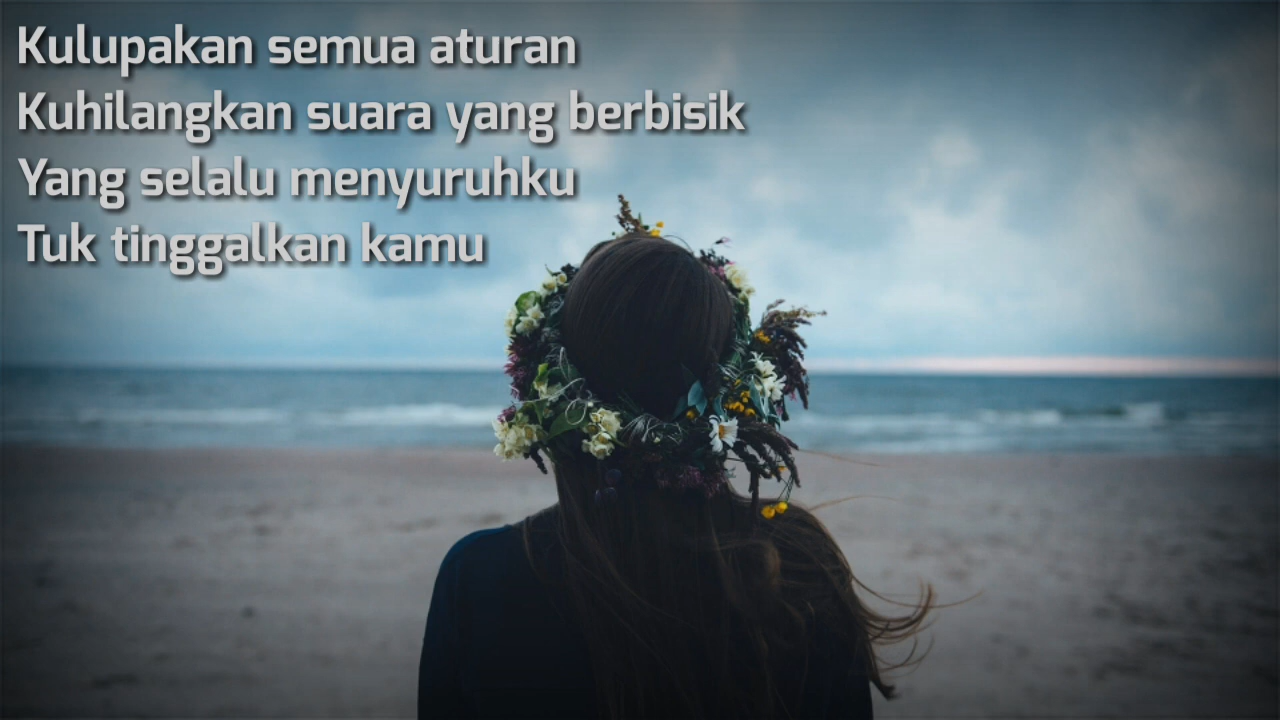 Kulupakan semua aturan
Kuhilangkan suara yang berbisik
Yang selalu menyuruhku
Tuk tinggalkan kamu